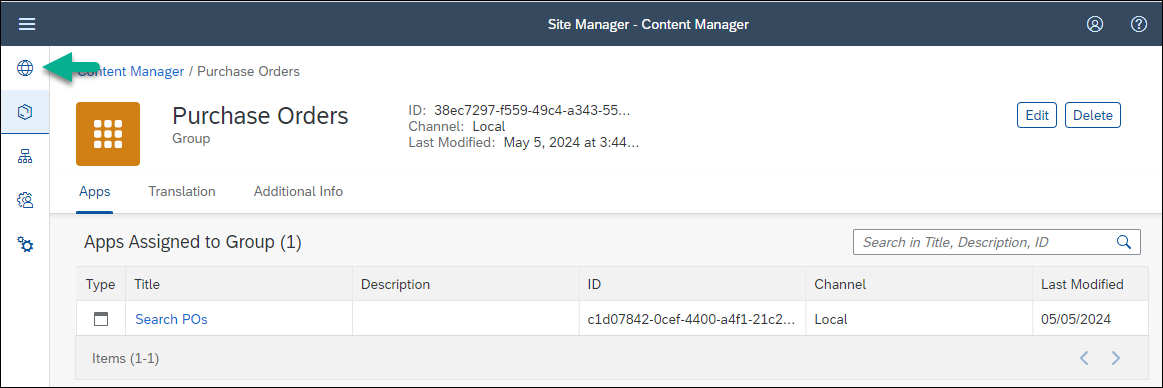 Site Manager - Content Manager
Content Manager / Purchase Orders
Purchase Orders
Group
ID: 38ec7297-f559-49c4-a343-55...
Channel: Local
Last Modified: May 5, 2024 at 3:44...
Edit
Delete
Apps
Translation
Additional Info
Apps Assigned to Group (1)
Search in Title, Description, ID
Type Title Description ID Channel Last Modified
Search POs c1d07842-0cef-4400-a4f1-21c2... Local 05/05/2024
Items (1-1)